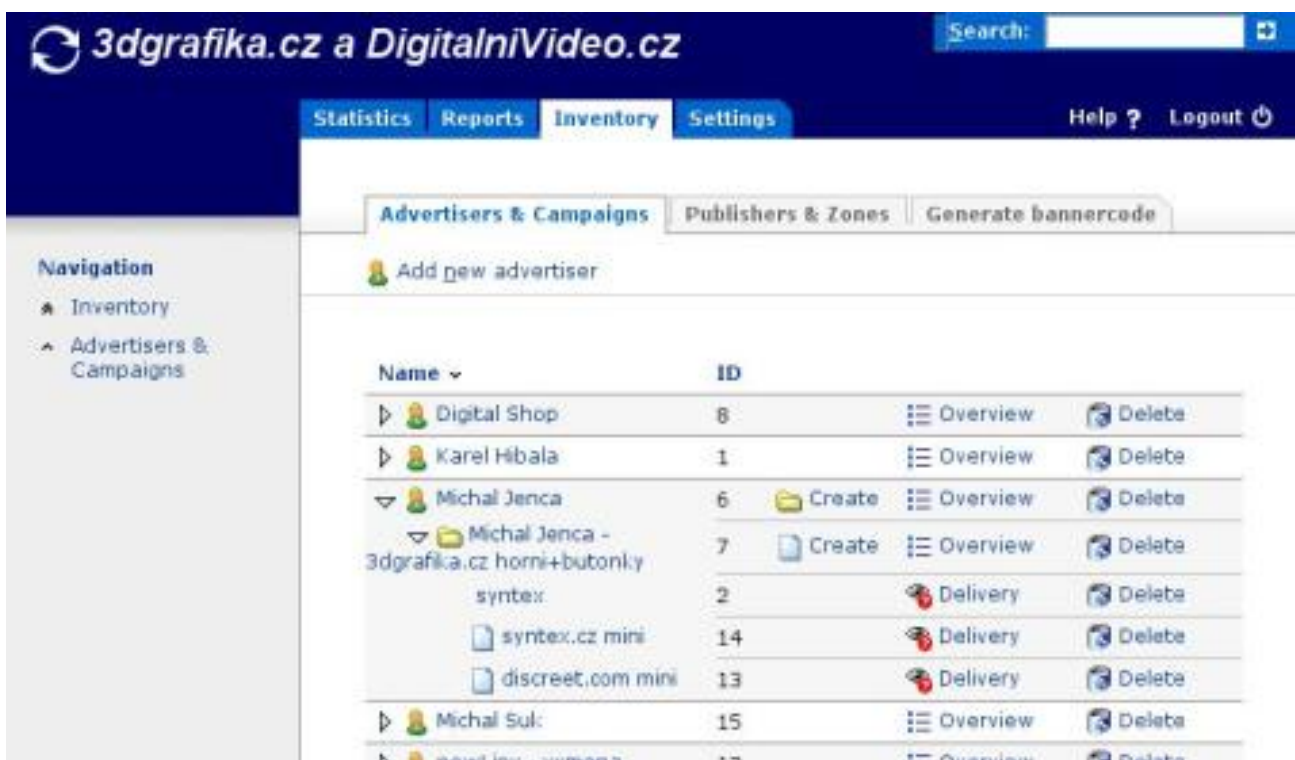 3dgrafika.cz a DigitalniVideo.cz
Search:
Statistics Reports Inventory Settings Help ? Logout
Advertisers & Campaigns Publishers & Zones Generate bannercode
Navigation
Add new advertiser
Inventory
Advertisers &
Campaigns
Name ID
Digital Shop 8 Overview Delete
Karel Hibala 1 Overview Delete
Michal Jenca 6 Create Overview Delete
Michal Jenca -
3dgrafika.cz horni+butonky 7 Create Overview Delete
syntex 2 Delivery Delete
syntex.cz mini 14 Delivery Delete
discreet.com mini 13 Delivery Delete
Michal Suk 15 Overview Delete
Overview Delete